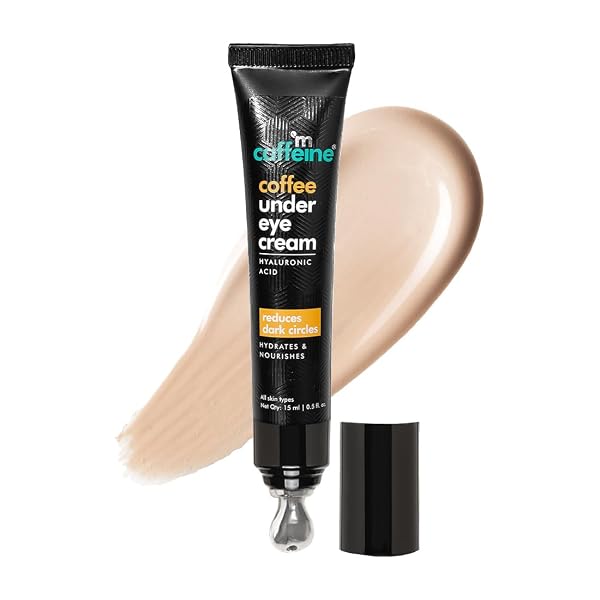 'm
caffeine®
coffee
under
eye
cream
HYALURONIC
ACID
reduces
dark circles
HYDRATES &
NOURISHES
All skin types
Net Qty: 15 ml | 0.5 fl. oz.